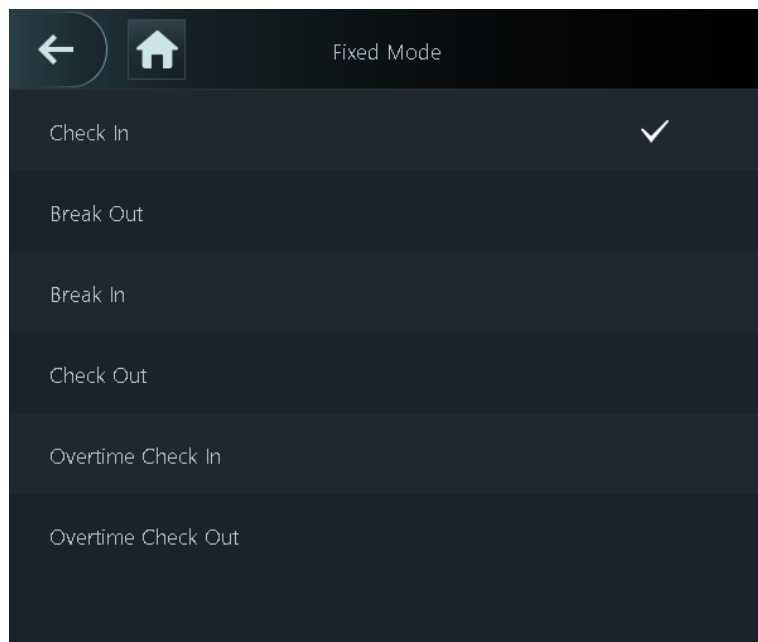 Fixed Mode
Check In
Break Out
Break In
Check Out
Overtime Check In
Overtime Check Out